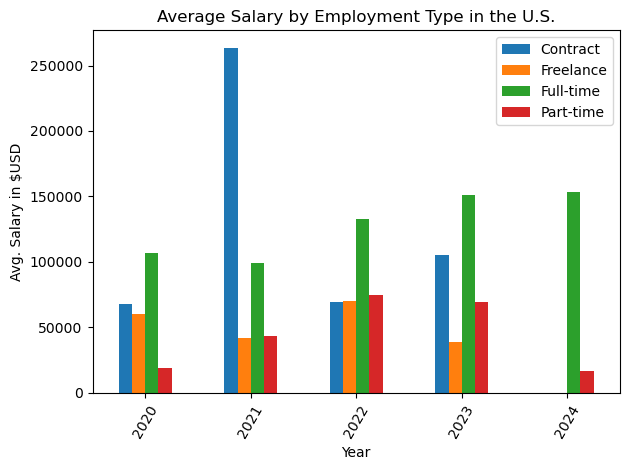 Average Salary by Employment Type in the U.S.
Contract
Freelance
Full-time
Part-time
Avg. Salary in $USD
250000
200000
150000
100000
50000
0
2020
2021
2022
2023
2024
Year